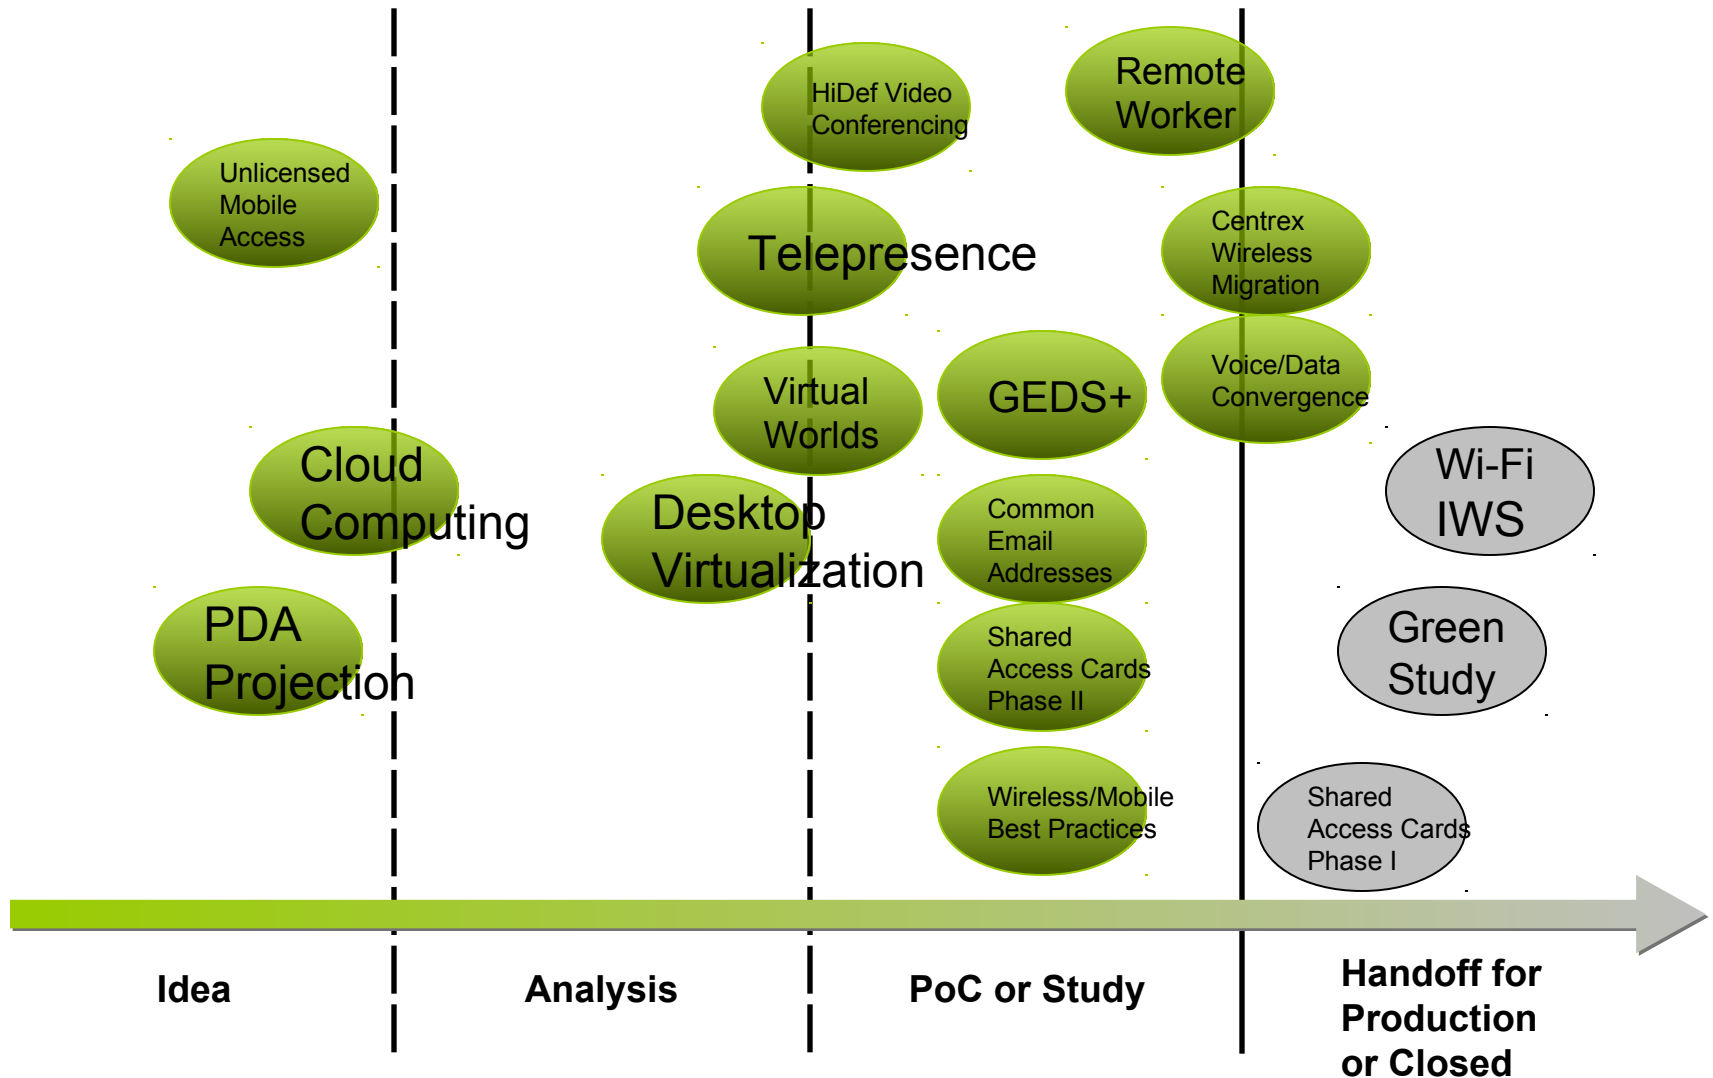 HiDef Video
Conferencing
Remote
Worker
Unlicensed
Mobile
Access
Telepresence
Centrex
Wireless
Migration
Virtual
Worlds
GEDS+
Voice/Data
Convergence
Cloud
Computing
Desktop
Virtualization
Common
Email
Addresses
Wi-Fi
IWS
PDA
Projection
Shared
Access Cards
Phase II
Green
Study
Wireless/Mobile
Best Practices
Shared
Access Cards
Phase I
Idea
Analysis
PoC or Study
Handoff for
Production
or Closed